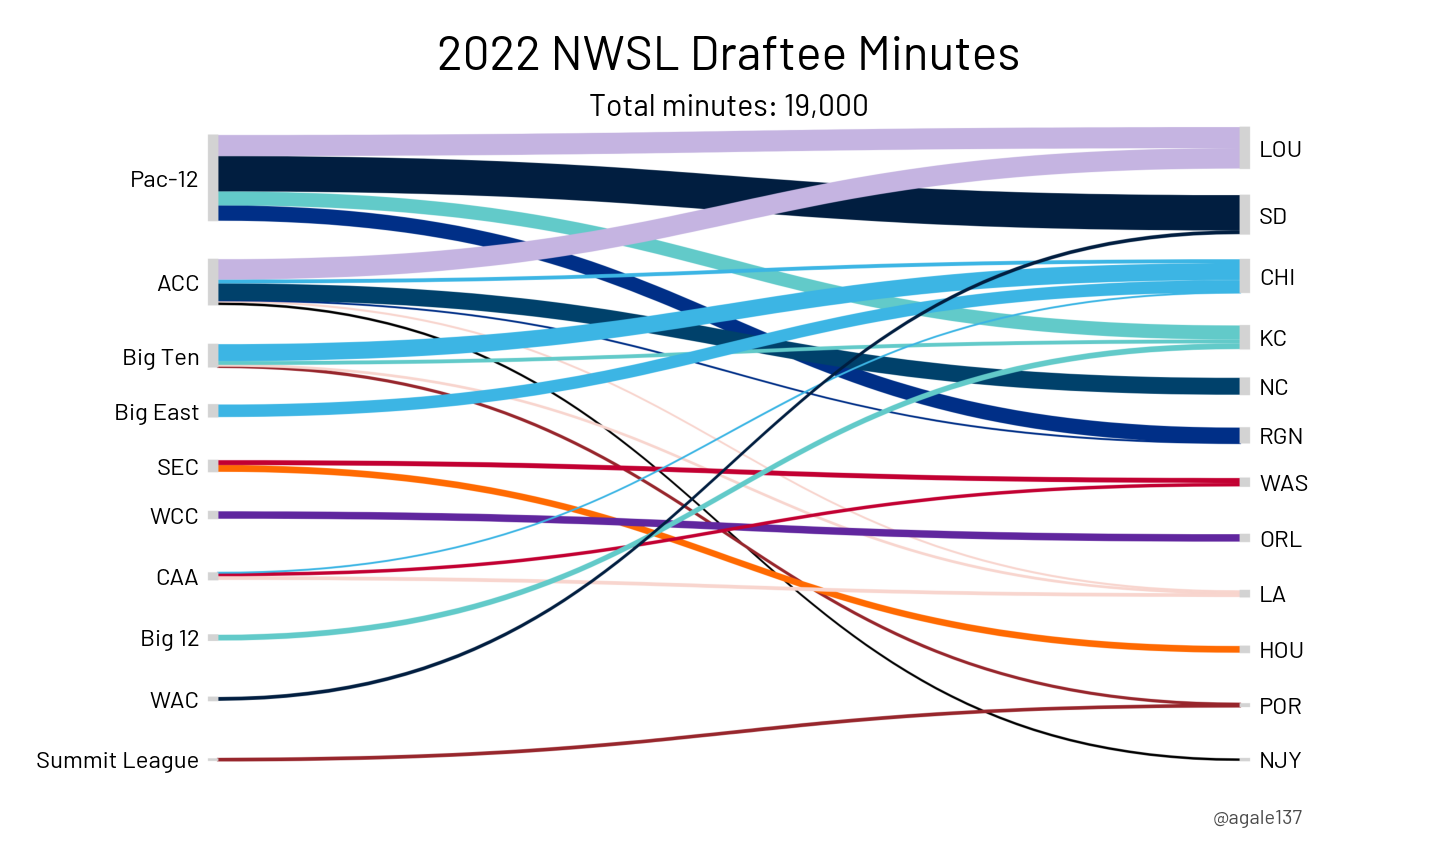 2022 NWSL Draftee Minutes
Total minutes: 19,000
Pac-12
ACC
Big Ten
Big East
SEC
WCC
CAA
Big 12
WAC
Summit League
LOU
SD
CHI
KC
NC
RGN
WAS
ORL
LA
HOU
POR
NJY
@agale137